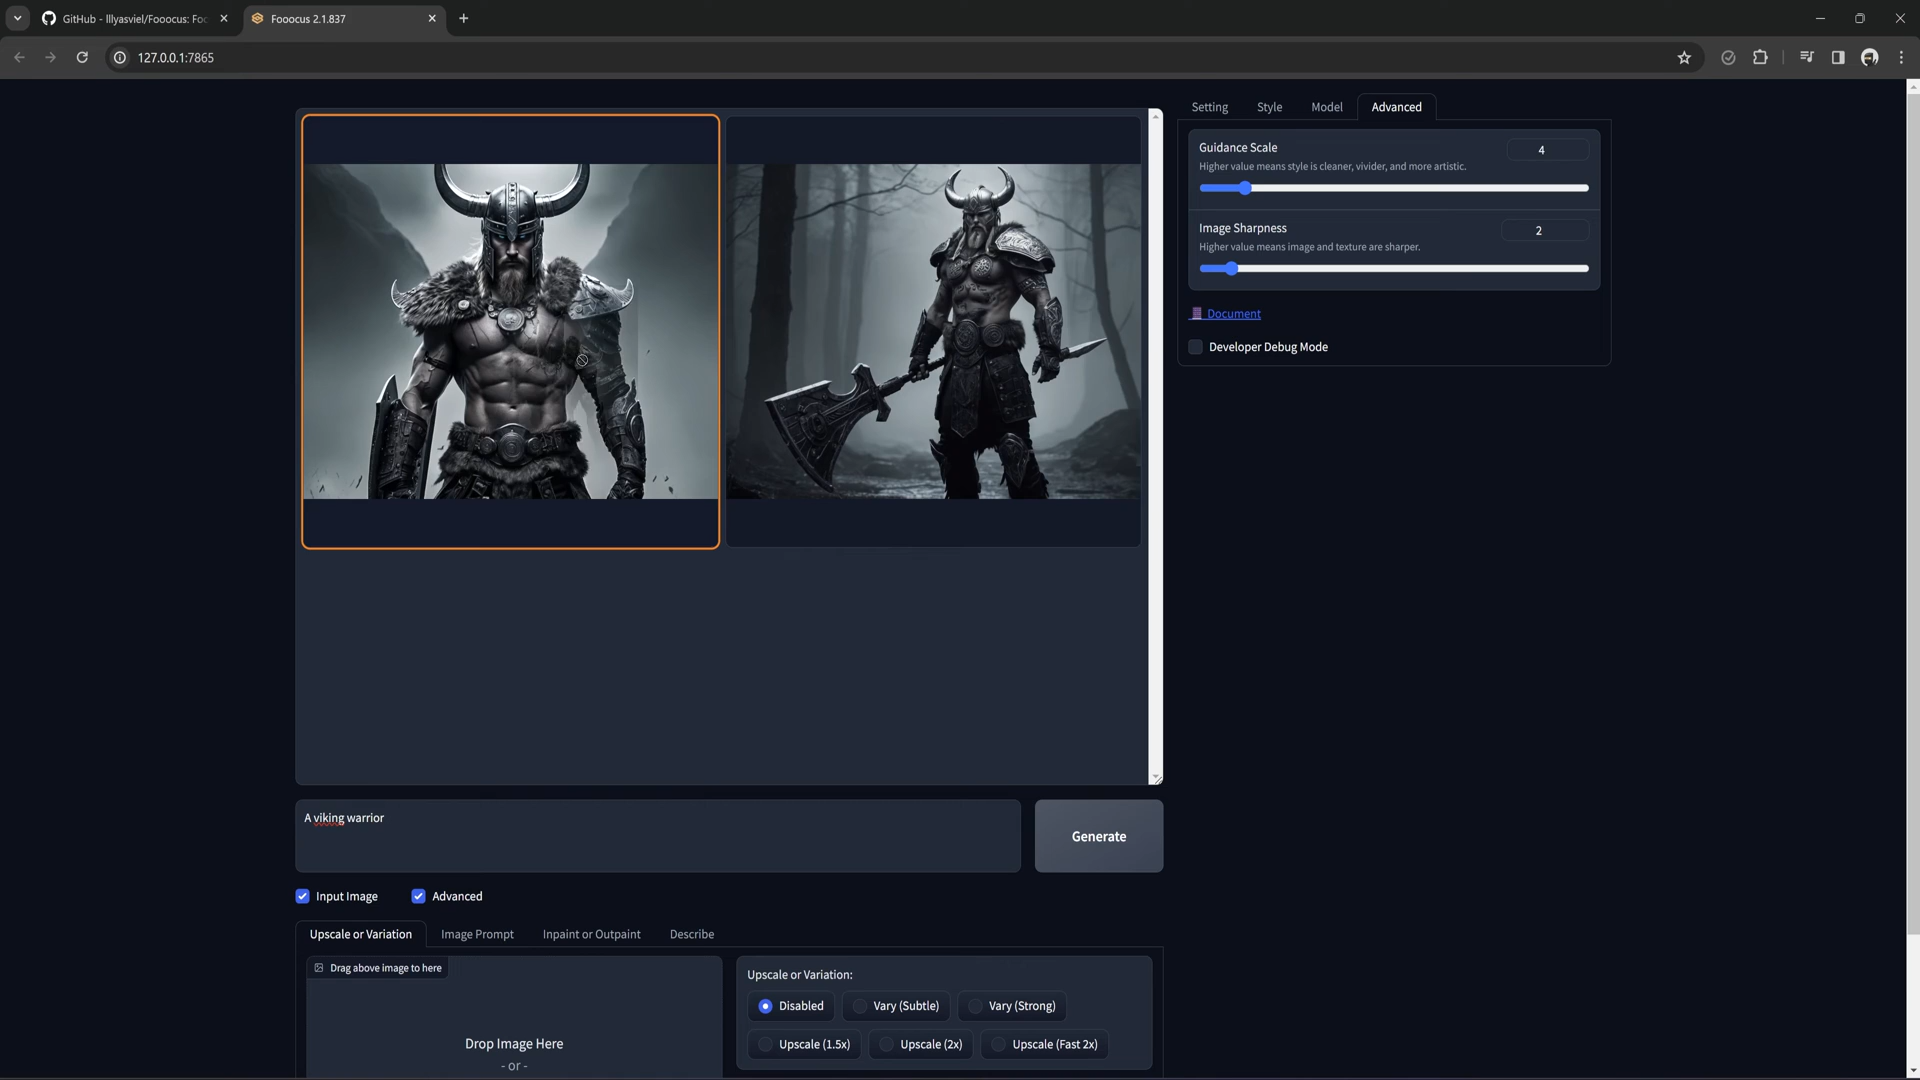 GitHub - lllyasviel/Fooocus: Foc
Fooocus 2.1.837
127.0.0.1:7865
Setting
Style
Model
Advanced
Guidance Scale
4
Higher value means style is cleaner, vivider, and more artistic.
Image Sharpness
2
Higher value means image and texture are sharper.
Document
Developer Debug Mode
A viking warrior
Generate
Input Image
Advanced
Upscale or Variation
Image Prompt
Inpaint or Outpaint
Describe
Drag above image to here
Drop Image Here
- or -
Upscale or Variation:
Disabled
Vary (Subtle)
Vary (Strong)
Upscale (1.5x)
Upscale (2x)
Upscale (Fast 2x)